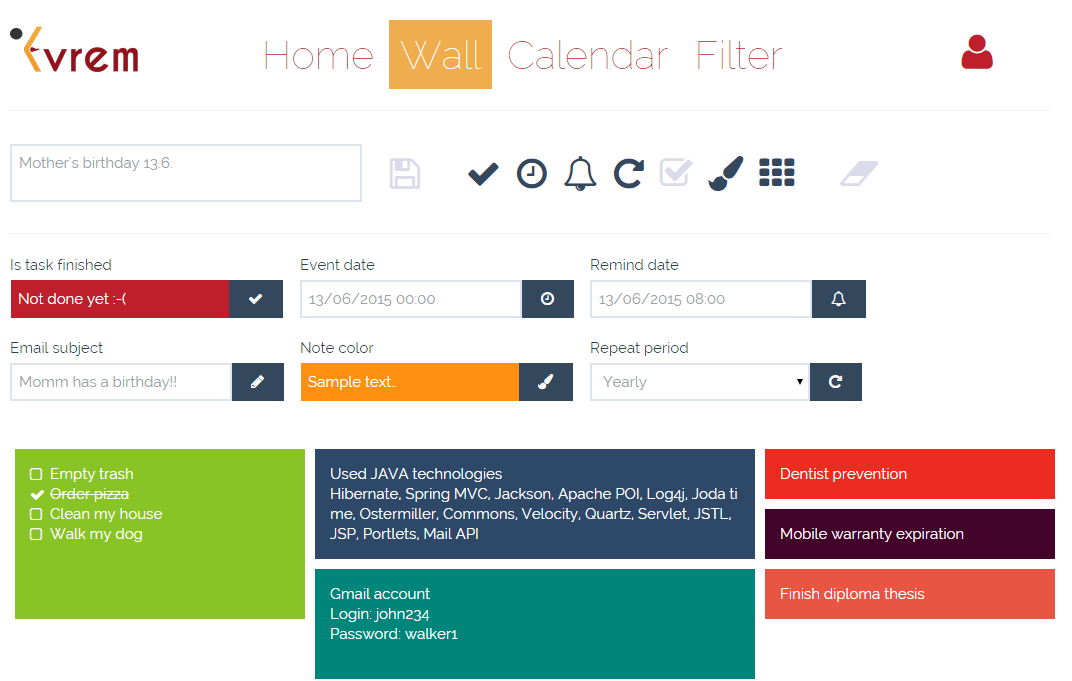 vrem
Home Wall Calendar Filter
Mother's birthday 13.6.
Is task finished
Event date
Remind date
Not done yet :-(
13/06/2015 00:00
13/06/2015 08:00
Email subject
Note color
Repeat period
Momm has a birthday!!
Sample text..
Yearly
Empty trash
Order pizza
Clean my house
Walk my dog
Used JAVA technologies
Hibernate, Spring MVC, Jackson, Apache POI, Log4j, Joda ti
me, Ostermiller, Commons, Velocity, Quartz, Servlet, JSTL,
JSP, Portlets, Mail API
Gmail account
Login: john234
Password: walker1
Dentist prevention
Mobile warranty expiration
Finish diploma thesis